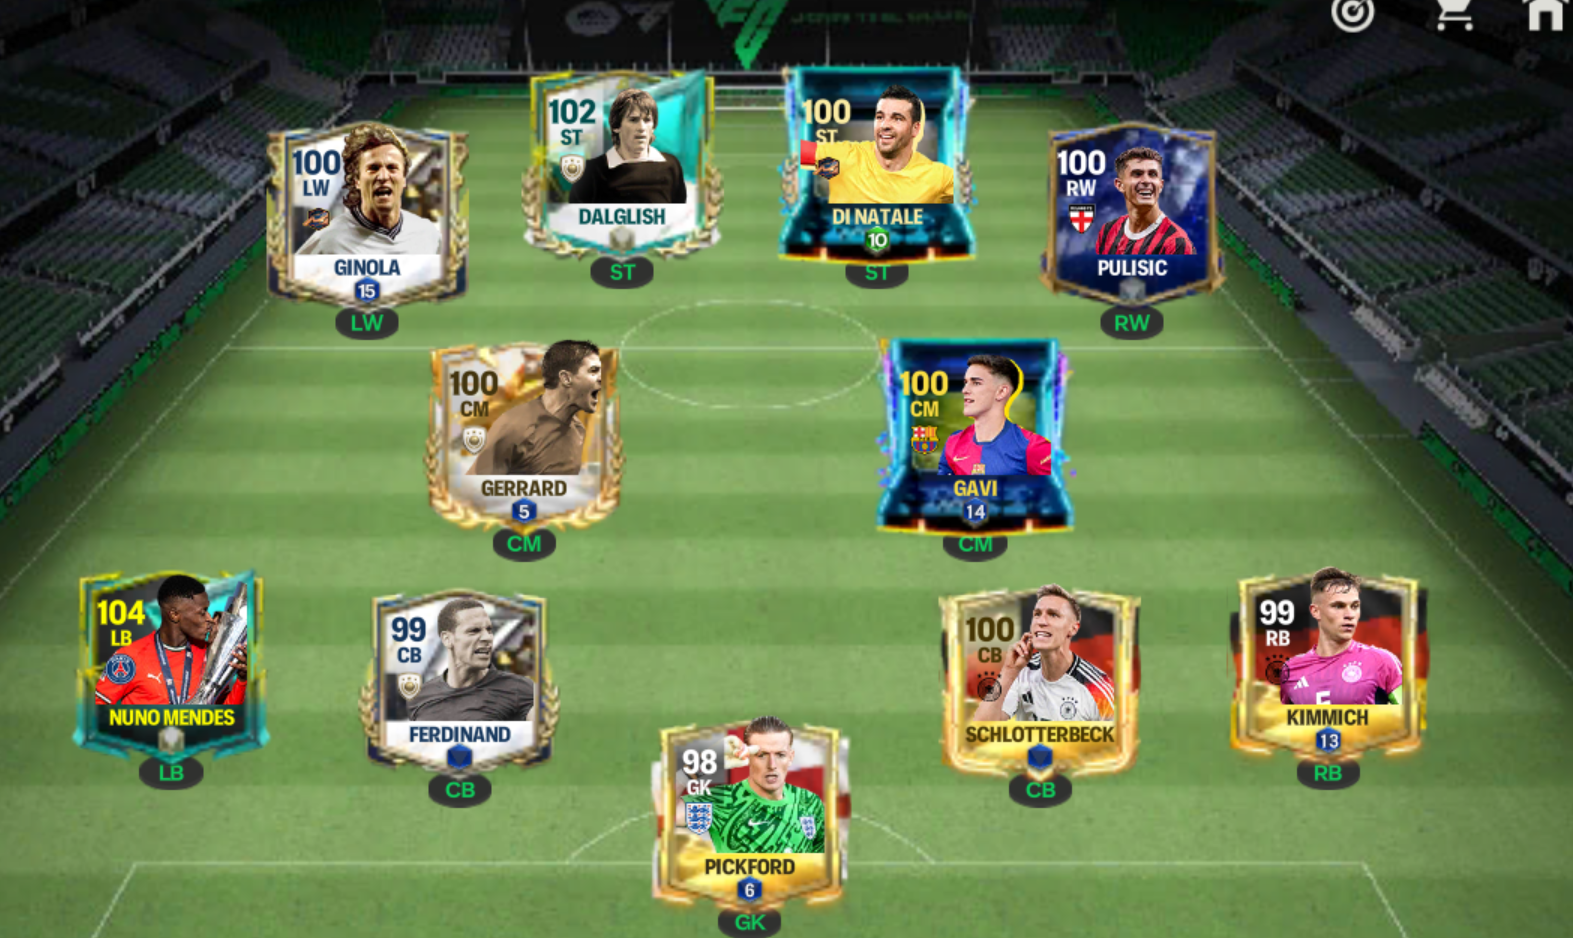 100
LW
GINOLA
15
LW
102
ST
DALGLISH
ST
100
ST
DI NATALE
10
ST
100
RW
PULISIC
RW
100
CM
GERRARD
5
CM
100
CM
GAVI
14
CM
104
LB
NUNO MENDES
LB
99
CB
FERDINAND
CB
98
GK
PICKFORD
6
GK
100
CB
SCHLOTTERBECK
CB
99
RB
KIMMICH
13
RB